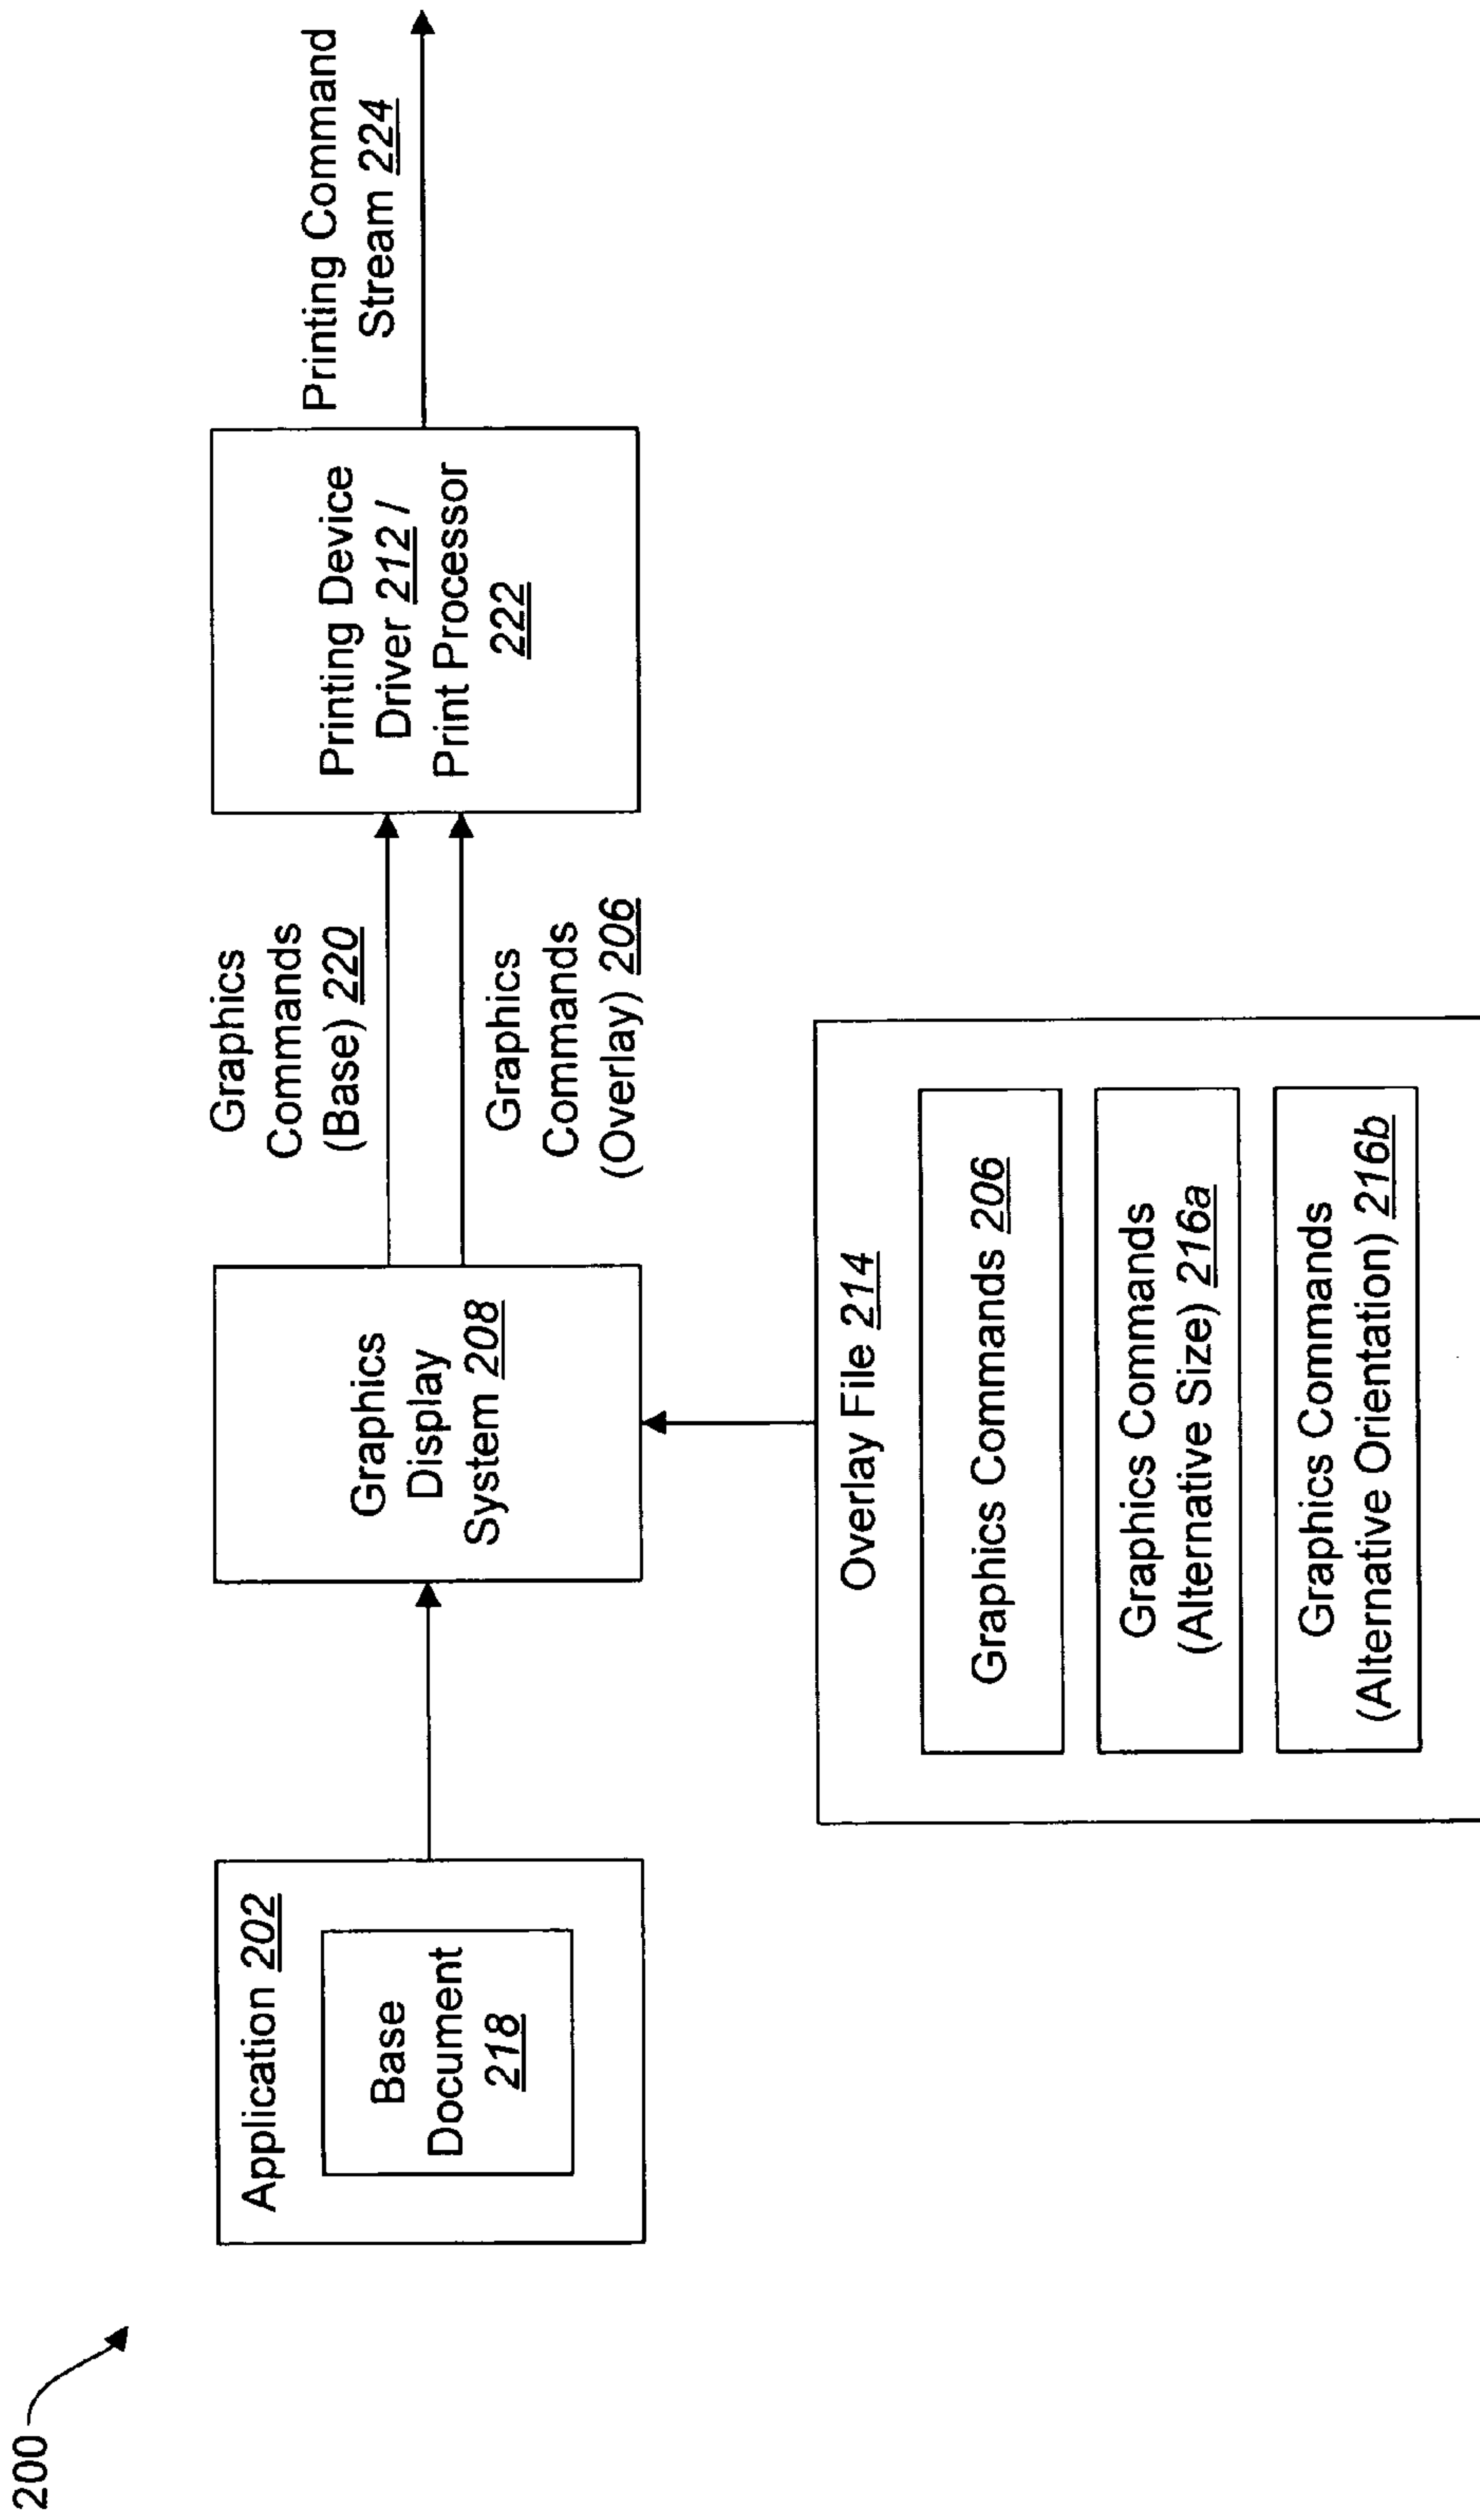 200
Application 202
Base
Document
218
Graphics
Display
System 208
Graphics
Commands
(Base) 220
Graphics
Commands
(Overlay) 206
Printing Device
Driver 212 /
Print Processor
222
Printing Command
Stream 224
Overlay File 214
Graphics Commands 206
Graphics Commands
(Alternative Size) 216a
Graphics Commands
(Alternative Orientation) 216b